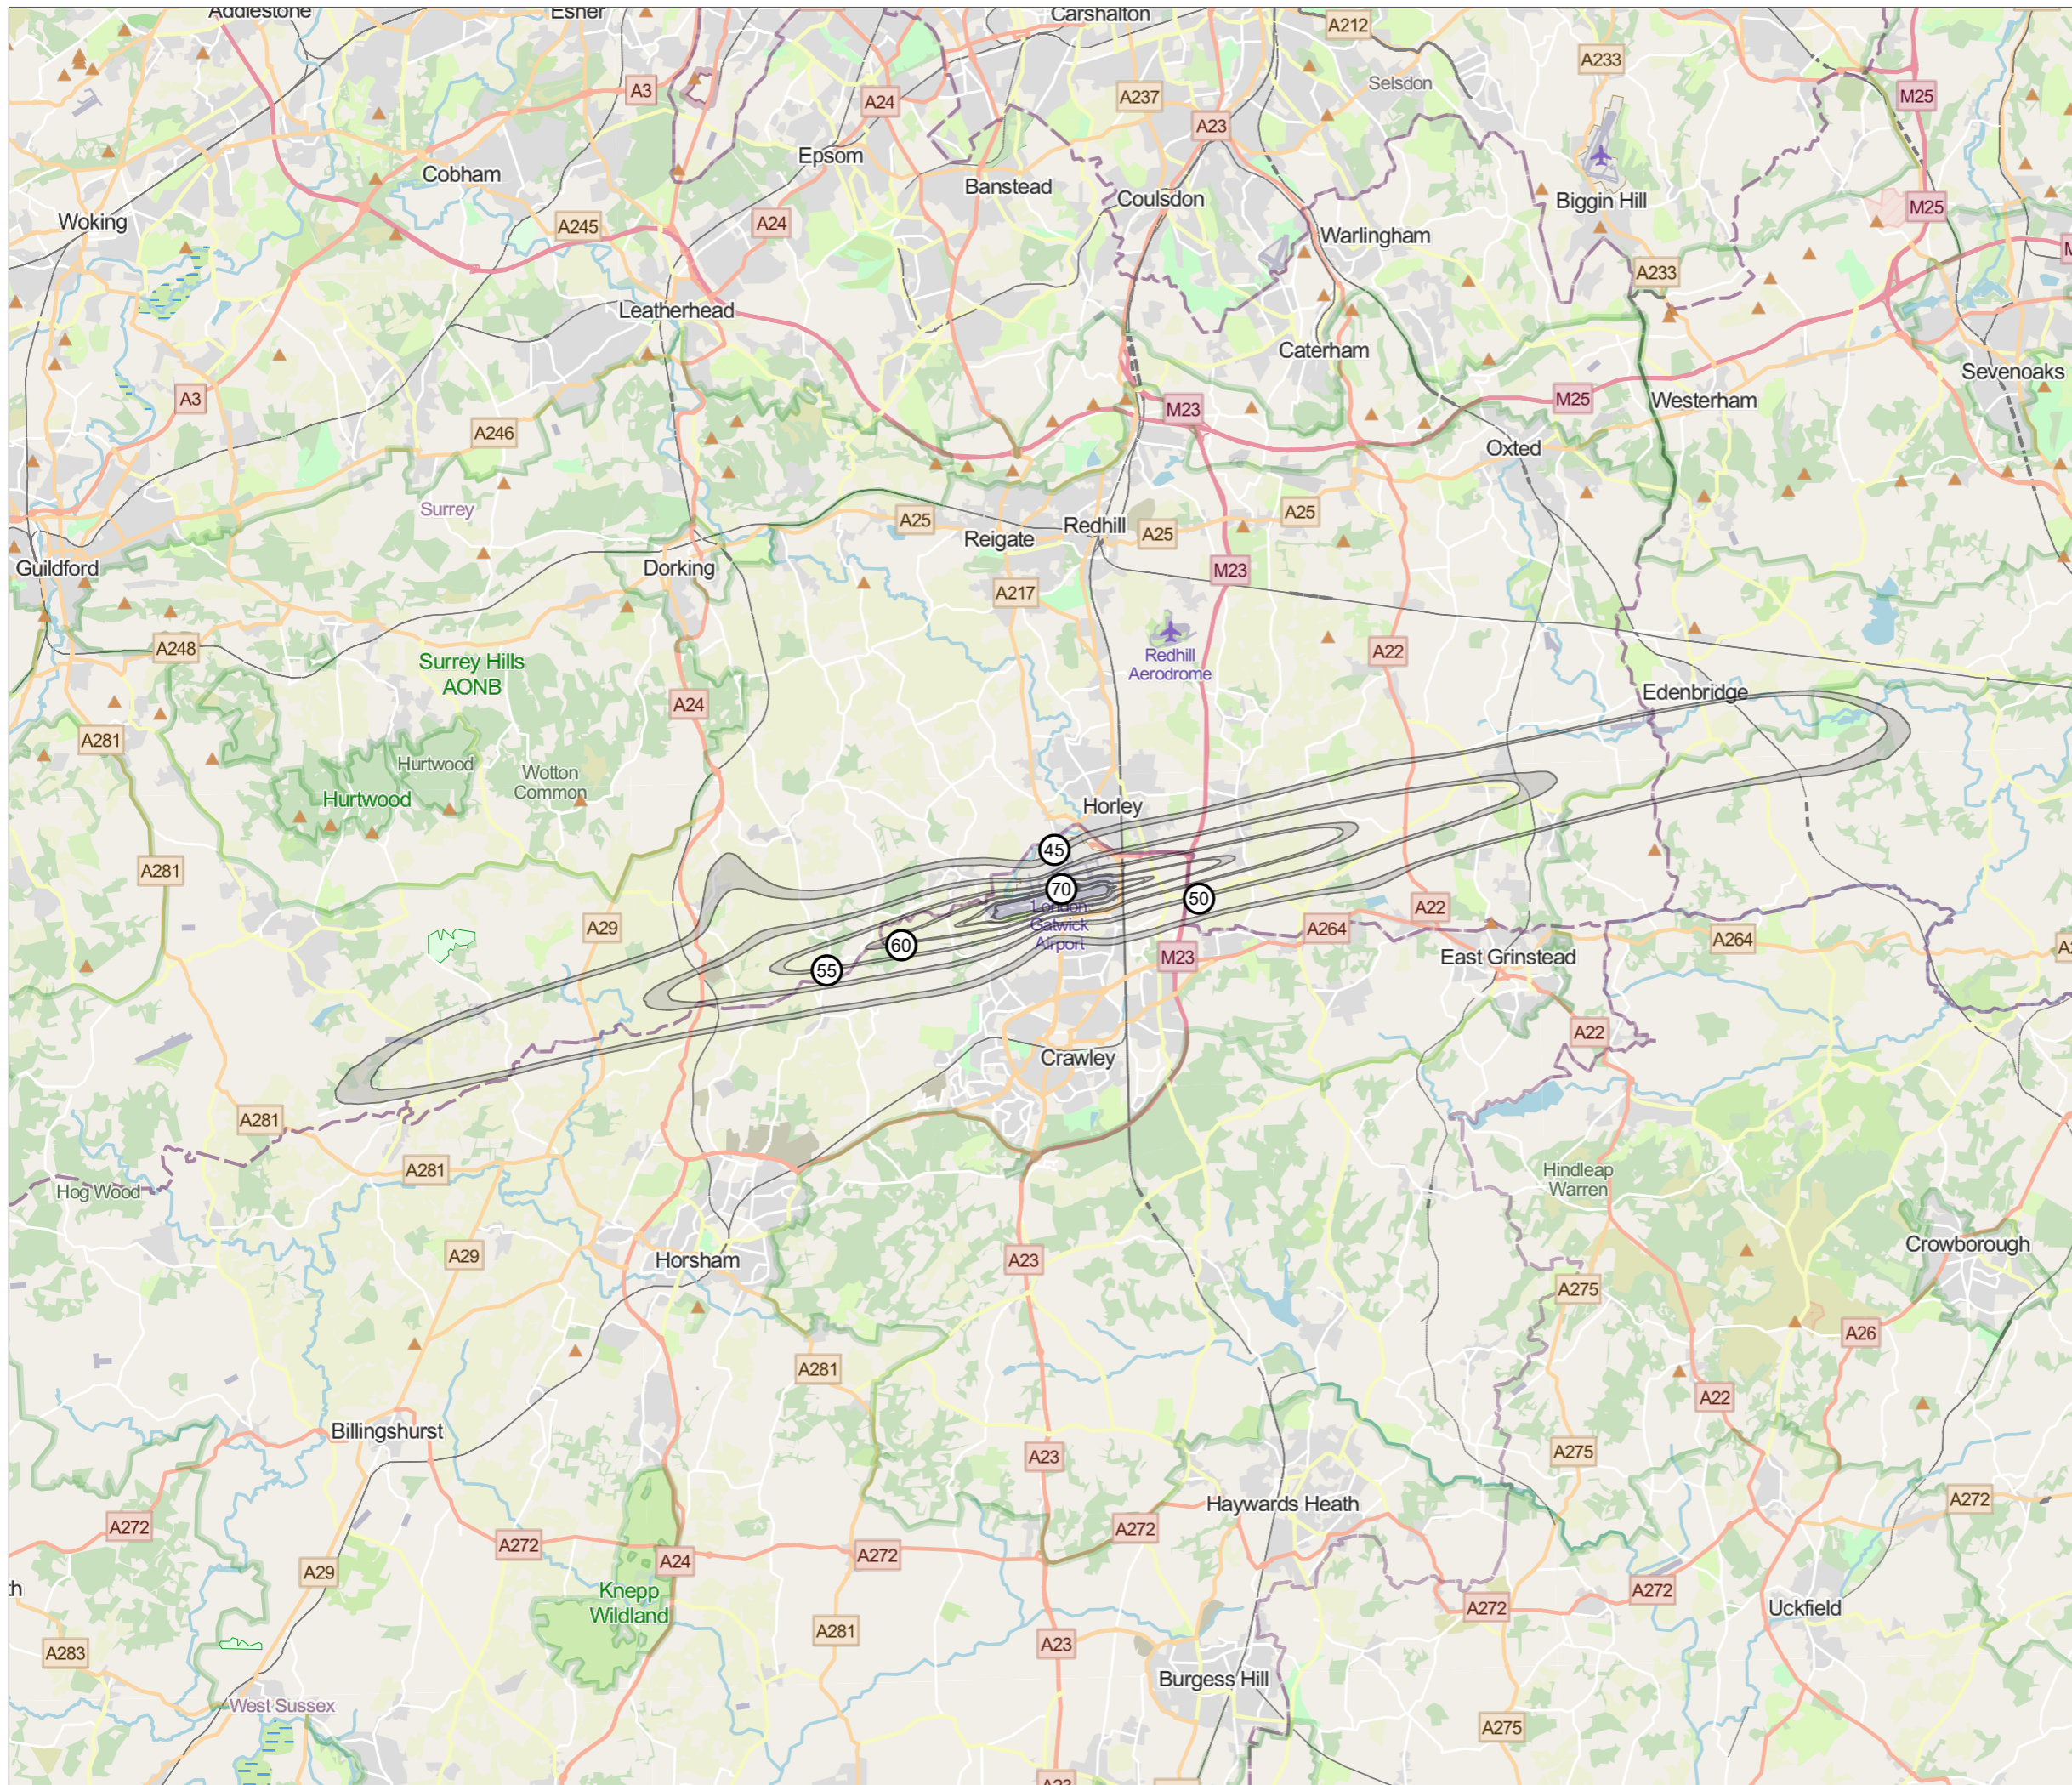 Addlestone
Esher
Carshalton
A212
A233
A3
A24
A237
Selsdon
M25
A23
Epsom
Cobham
Banstead
Coulsdon
Biggin Hill
M25
Woking
A245
A24
Warlingham
A233
Leatherhead
Caterham
Sevenoaks
A3
M23
M25
Westerham
A246
Oxted
Surrey
A25
Redhill
A25
A25
Reigate
Guildford
Dorking
M23
A217
A248
Surrey Hills
AONB
Redhill
Aerodrome
A22
Edenbridge
A24
A281
Hurtwood
Wotton
Common
Hurtwood
Horley
45
A281
70
50
London
Gatwick
Airport
A22
A29
A264
A264
60
55
M23
East Grinstead
A22
Crawley
A281
A281
Hog Wood
Hindleap
Warren
A29
Horsham
A23
Crowborough
A275
A26
A281
A22
Billingshurst
A23
A275
Haywards Heath
A272
A272
A272
A272
A24
A272
A29
Knepp
Wildland
A272
A272
Uckfield
A281
A23
A283
Burgess Hill
West Sussex
A275
A23